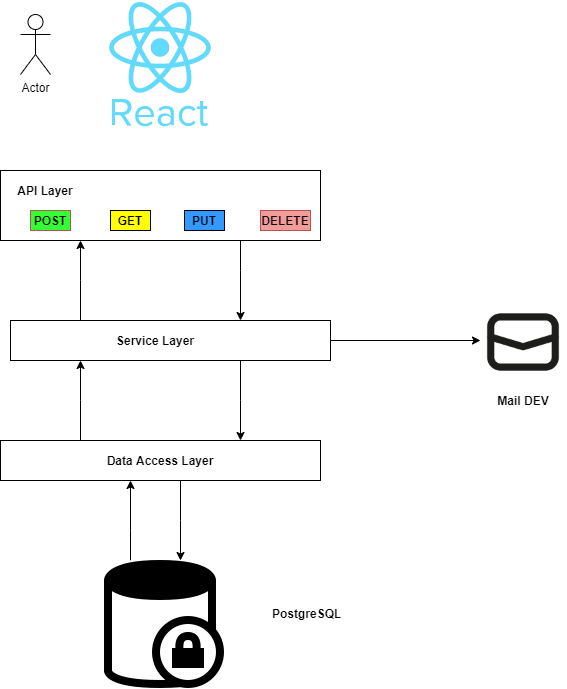 Actor
React
API Layer
POST GET PUT DELETE
Service Layer
Mail DEV
Data Access Layer
PostgreSQL